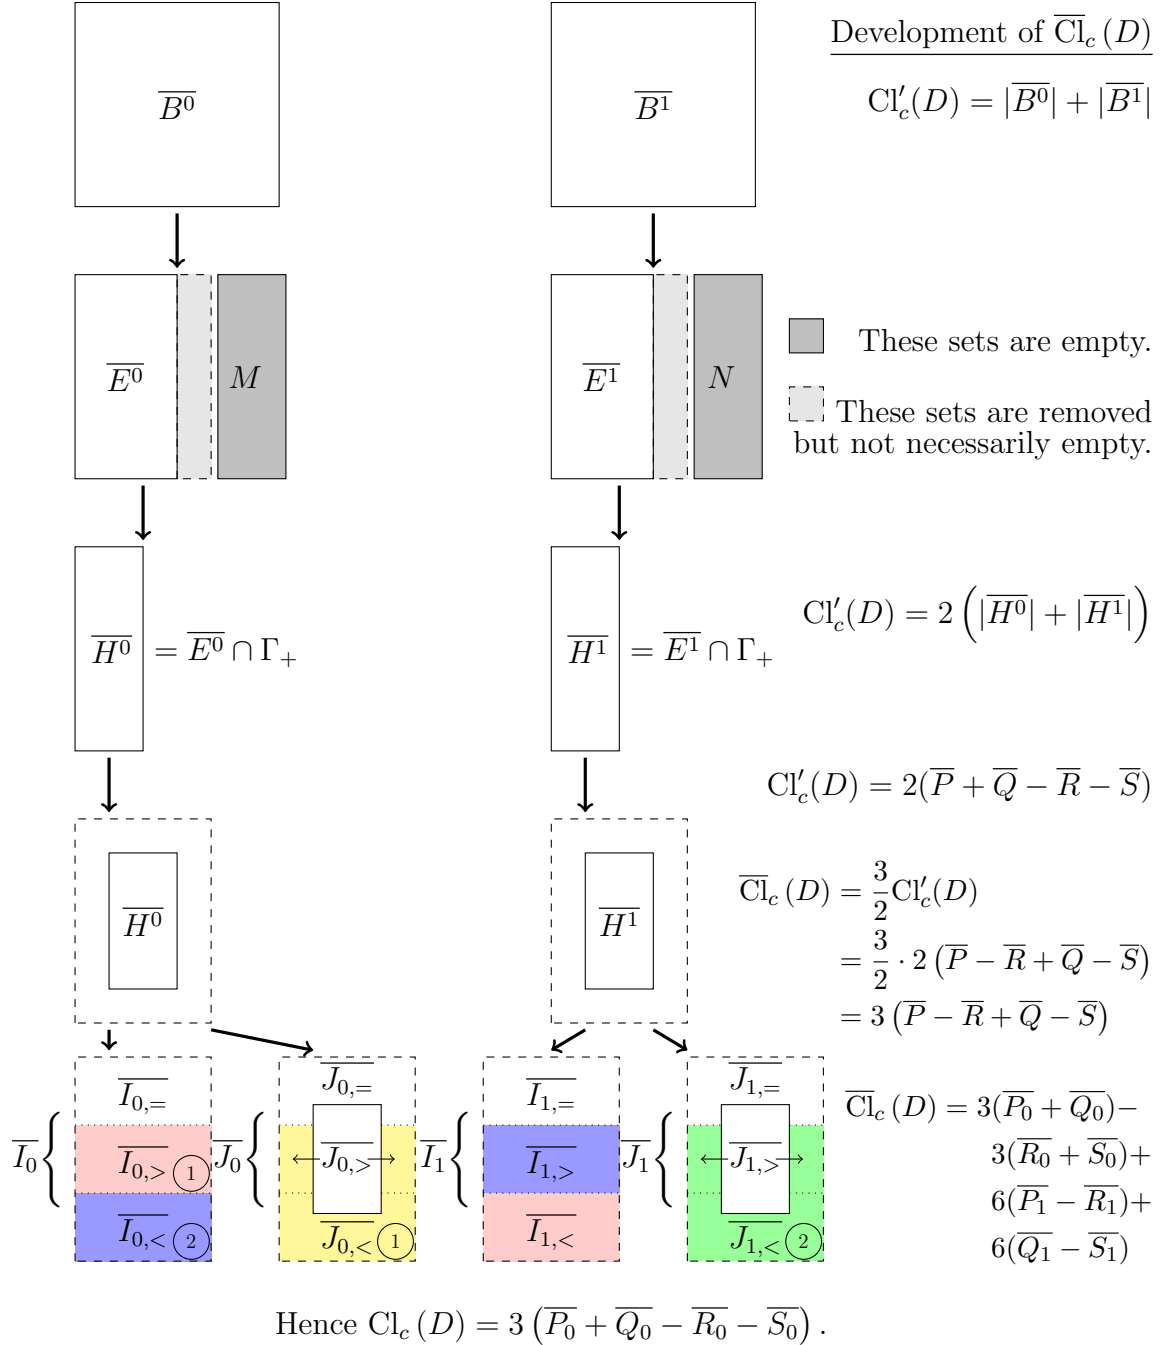 Development of $\overline{\mathrm{Cl}}_c(D)$
$\overline{B^0}$
$\overline{B^1}$
$\mathrm{Cl}'_c(D) = |\overline{B^0}| + |\overline{B^1}|$
$\overline{E^0}$
$M$
$\overline{E^1}$
$N$
These sets are empty.
These sets are removed
but not necessarily empty.
$\overline{H^0}$ $= \overline{E^0} \cap \Gamma_+$
$\overline{H^1}$ $= \overline{E^1} \cap \Gamma_+$
$\mathrm{Cl}'_c(D) = 2\left(|\overline{H^0}| + |\overline{H^1}|\right)$
$\mathrm{Cl}'_c(D) = 2(\overline{P} + \overline{Q} - \overline{R} - \overline{S})$
$\overline{H^0}$
$\overline{H^1}$
$\overline{\mathrm{Cl}}_c(D) = \frac{3}{2}\mathrm{Cl}'_c(D)$
$= \frac{3}{2} \cdot 2\left(\overline{P} - \overline{R} + \overline{Q} - \overline{S}\right)$
$= 3\left(\overline{P} - \overline{R} + \overline{Q} - \overline{S}\right)$
$\overline{I_0}$
$\overline{I_{0,=}}$
$\overline{I_{0,>}}$ ①
$\overline{I_{0,<}}$ ②
$\overline{J_0}$
$\overline{J_{0,=}}$
$\overline{J_{0,>}}$
$\overline{J_{0,<}}$ ①
$\overline{I_1}$
$\overline{I_{1,=}}$
$\overline{I_{1,>}}$
$\overline{I_{1,<}}$
$\overline{J_1}$
$\overline{J_{1,=}}$
$\overline{J_{1,>}}$
$\overline{J_{1,<}}$ ②
$\overline{\mathrm{Cl}}_c(D) = 3(\overline{P_0} + \overline{Q_0}) -$
$3(\overline{R_0} + \overline{S_0}) +$
$6(\overline{P_1} - \overline{R_1}) +$
$6(\overline{Q_1} - \overline{S_1})$
Hence $\mathrm{Cl}_c(D) = 3\left(\overline{P_0} + \overline{Q_0} - \overline{R_0} - \overline{S_0}\right).$